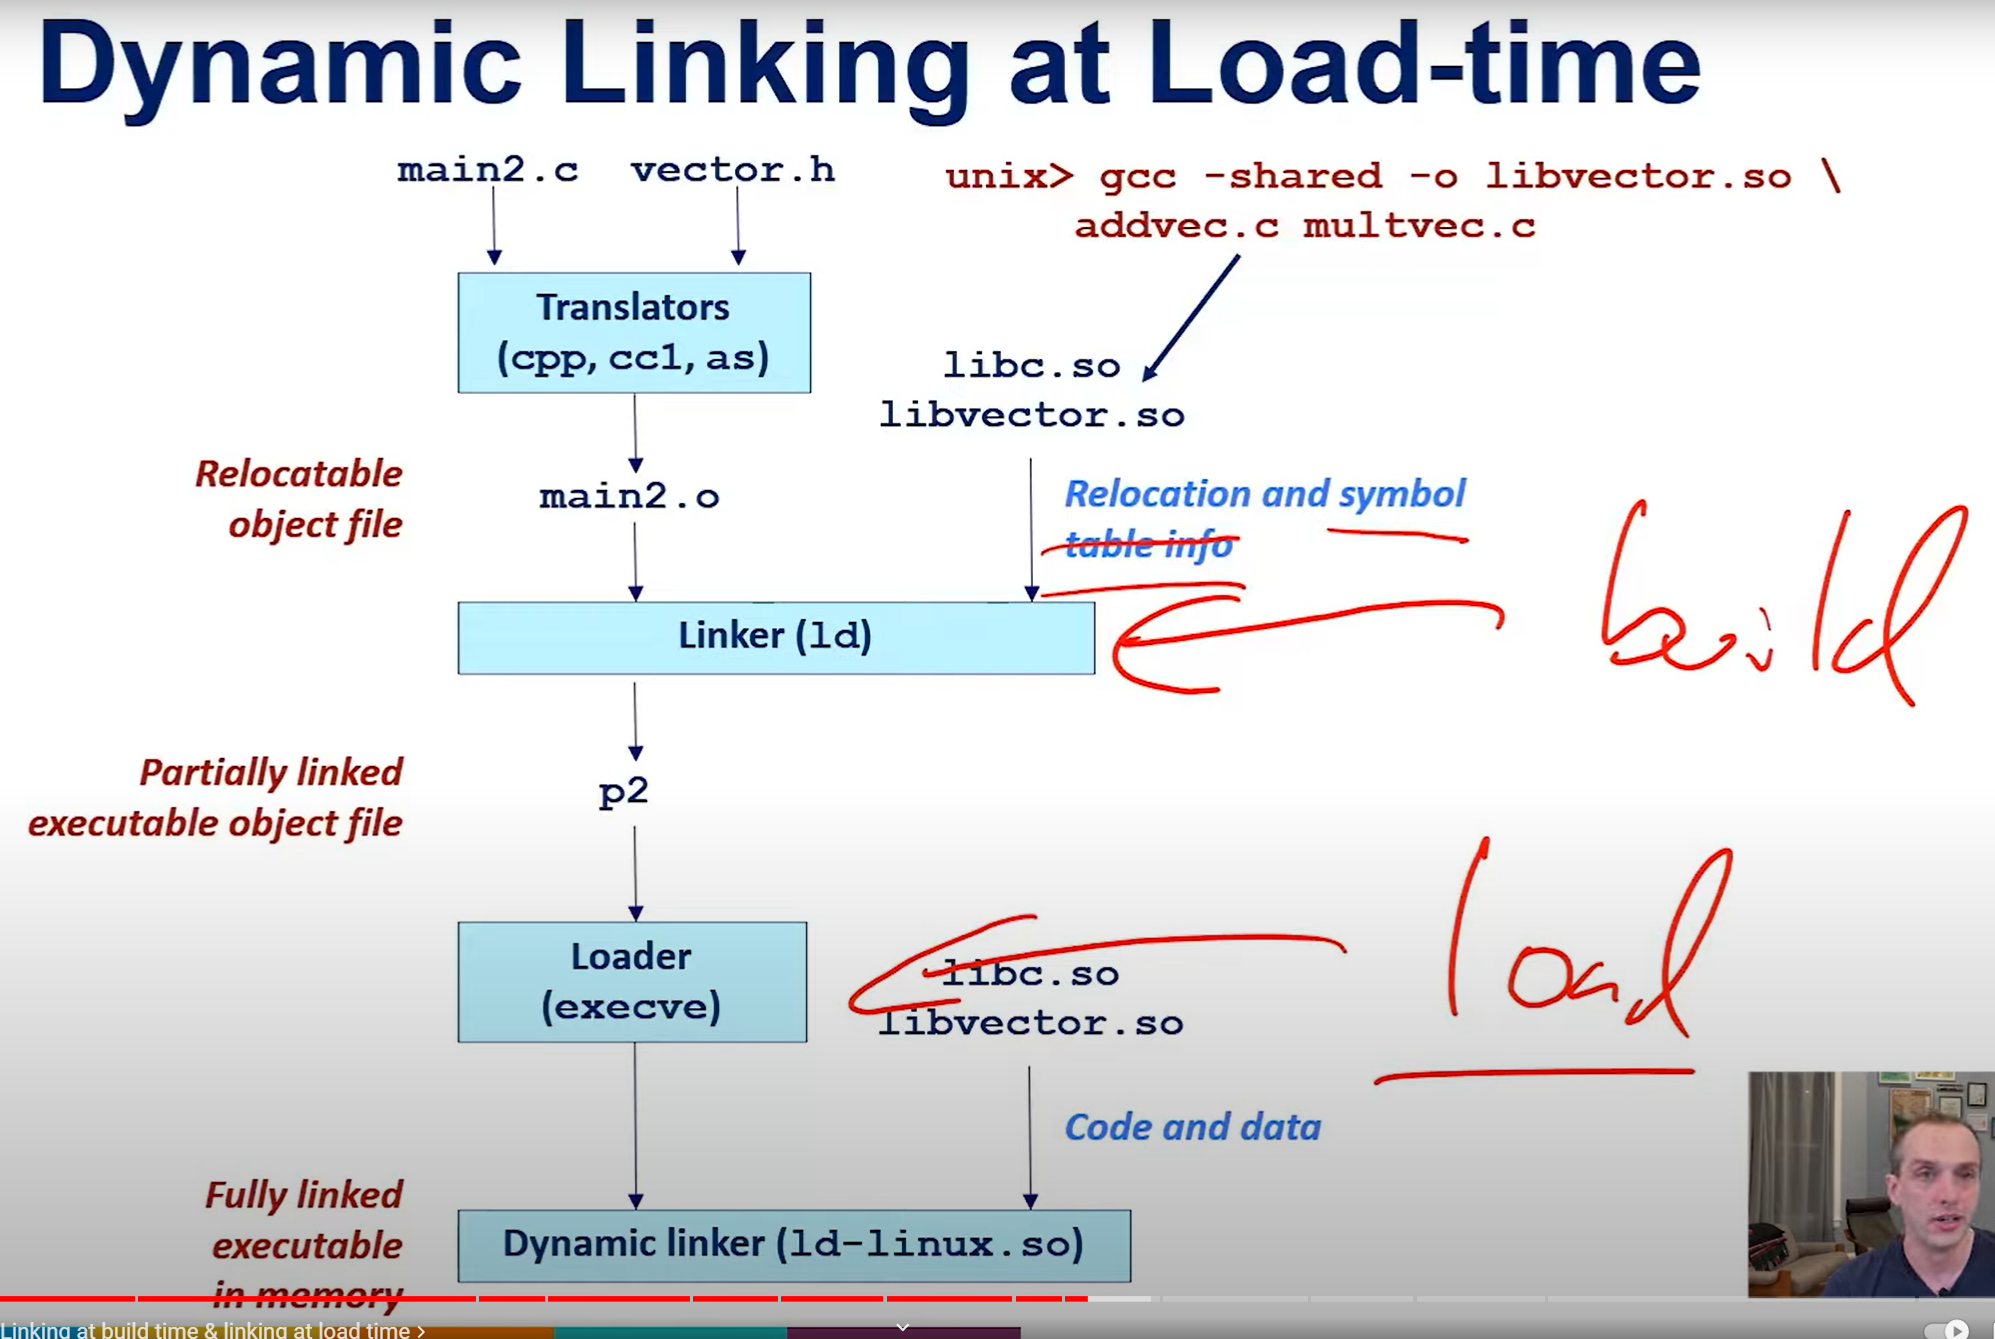 Dynamic Linking at Load-time
main2.c vector.h
unix> gcc -shared -o libvector.so \
addvec.c multvec.c
Translators
(cpp, cc1, as)
libc.so
libvector.so
Relocatable
object file
main2.o
Relocation and symbol
table info
build
Linker (ld)
Partially linked
executable object file
p2
load
Loader
(execve)
libc.so
libvector.so
Code and data
Fully linked
executable
in memory
Dynamic linker (ld-linux.so)
Linking at build time & linking at load time >